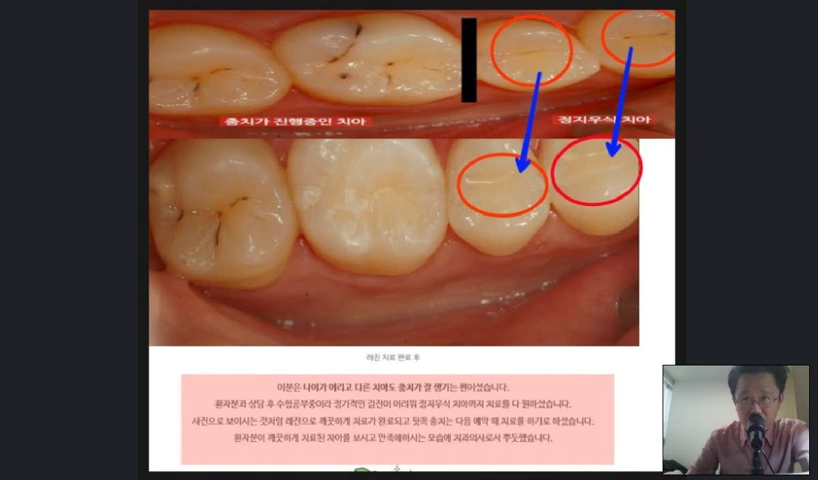 충치가 진행중인 치아
정지우식 치아
레진 치료 완료 후
이분은 나이가 어리고 다른 치아도 충치가 잘 생기는 편이셨습니다.
환자분과 상담 후 수험공부중이라 정기적인 검진이 어려워 정지우식 치아까지 치료를 다 원하셨습니다.
사진으로 보이시는 것처럼 레진으로 깨끗하게 치료가 완료되고 뒤쪽 충치는 다음 예약 때 치료를 하기로 하셨습니다.
환자분이 깨끗하게 치료된 치아를 보시고 만족해하시는 모습에 치과의사로서 뿌듯했습니다.